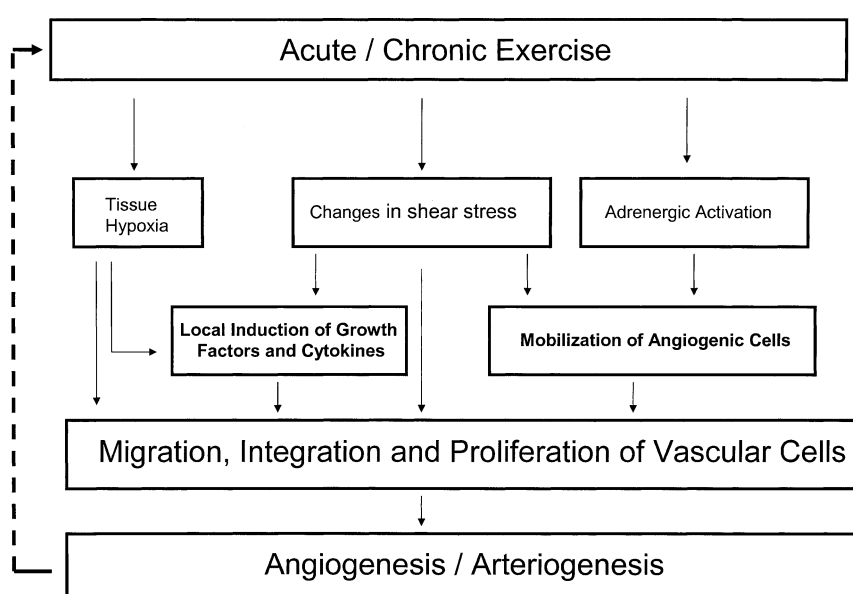 Acute / Chronic Exercise
Tissue
Hypoxia
Changes in shear stress
Adrenergic Activation
Local Induction of Growth
Factors and Cytokines
Mobilization of Angiogenic Cells
Migration, Integration and Proliferation of Vascular Cells
Angiogenesis / Arteriogenesis